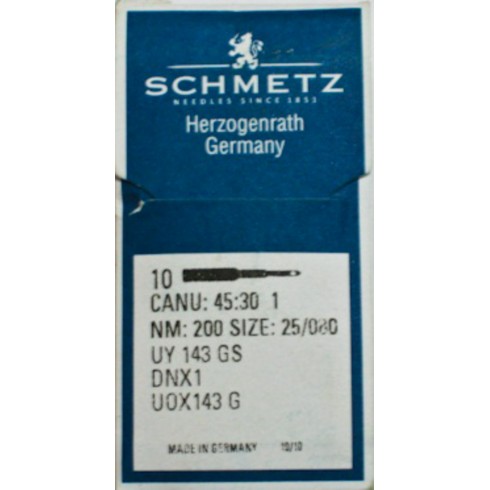 SCHMETZ
NEEDLES SINCE 1853
Herzogenrath
Germany
10
CANU: 45:30 1
NM: 200 SIZE: 25/080
UY 143 GS
DNX1
UOX143 G
MADE IN GERMANY 10/10